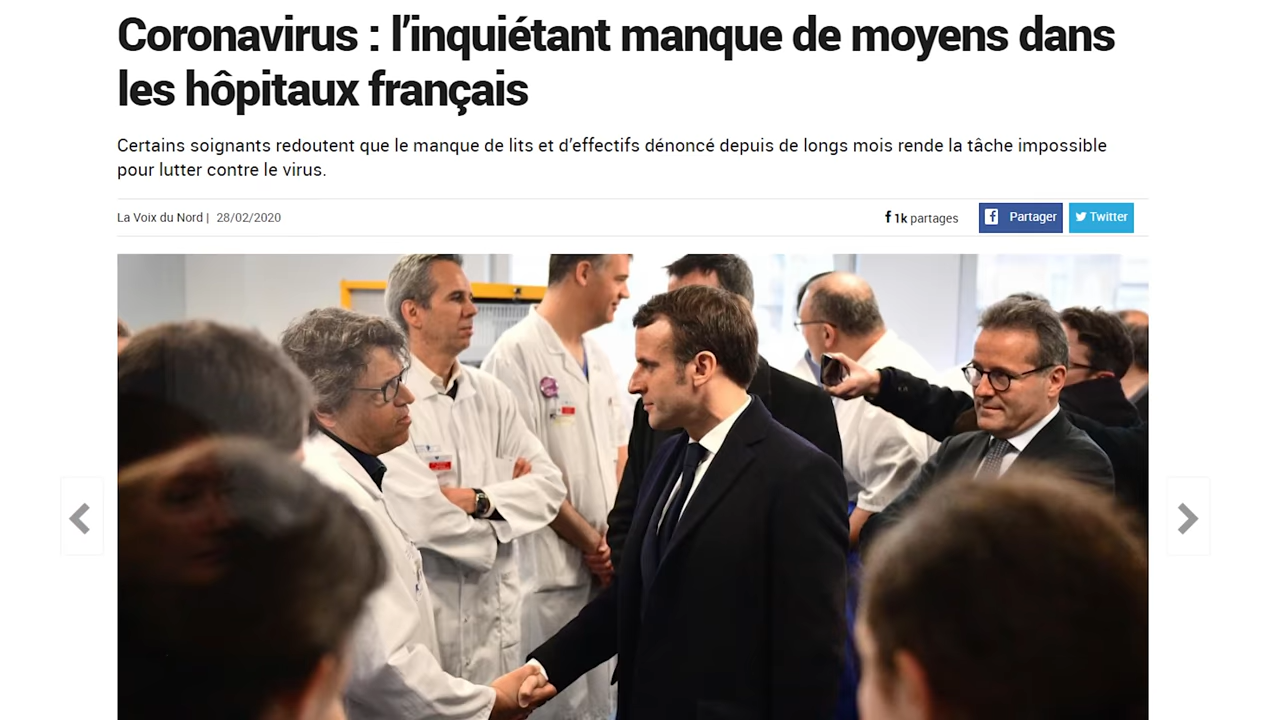 Coronavirus : l’inquiétant manque de moyens dans
les hôpitaux français
Certains soignants redoutent que le manque de lits et d’effectifs dénoncé depuis de longs mois rende la tâche impossible
pour lutter contre le virus.
La Voix du Nord | 28/02/2020
1k partages
Partager
Twitter